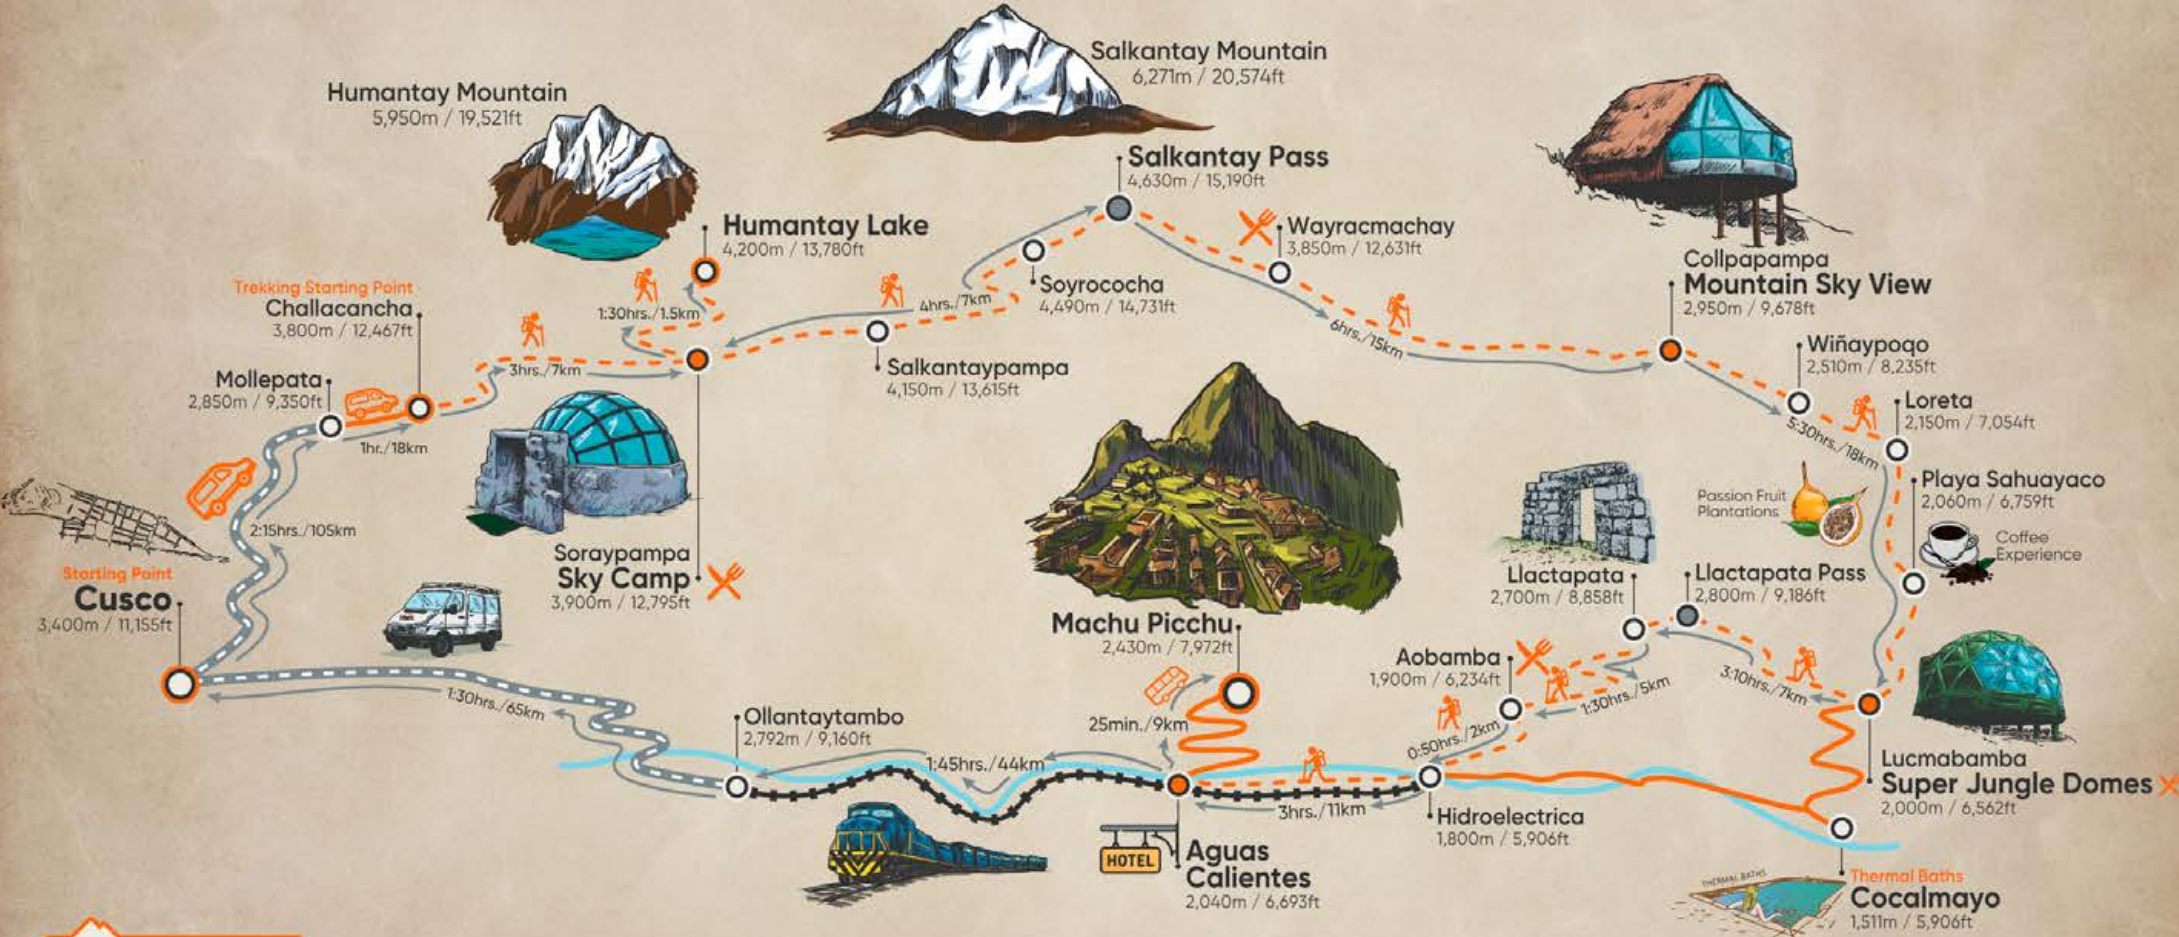 Salkantay Mountain
6,271m / 20,574ft
Humantay Mountain
5,950m / 19,521ft
Salkantay Pass
4,630m / 15,190ft
Humantay Lake
4,200m / 13,780ft
Wayracmachay
3,850m / 12,631ft
Collpapampa
Mountain Sky View
2,950m / 9,678ft
Trekking Starting Point
Challacancha
3,800m / 12,467ft
1:30hrs./1.5km
4hrs./7km
Soyrococha
4,490m / 14,731ft
6hrs./15km
Wiñaypoqo
2,510m / 8,235ft
Mollepata
2,850m / 9,350ft
3hrs./7km
Salkantaypampa
4,150m / 13,615ft
Loreta
2,150m / 7,054ft
5:30hrs./18km
1hr./18km
Playa Sahuayaco
2,060m / 6,759ft
Passion Fruit
Plantations
Coffee
Experience
2:15hrs./105km
Soraypampa
Sky Camp
3,900m / 12,795ft
Starting Point
Cusco
3,400m / 11,155ft
Llactapata
2,700m / 8,858ft
Llactapata Pass
2,800m / 9,186ft
Machu Picchu
2,430m / 7,972ft
Aobamba
1,900m / 6,234ft
1:30hrs./5km
3:10hrs./7km
1:30hrs./65km
Ollantaytambo
2,792m / 9,160ft
25min./9km
0:50hrs./2km
1:45hrs./44km
Lucmabamba
Super Jungle Domes
2,000m / 6,562ft
3hrs./11km
Hidroelectrica
1,800m / 5,906ft
HOTEL
Aguas
Calientes
2,040m / 6,693ft
THERMAL BATHS
Thermal Baths
Cocalmayo
1,511m / 5,906ft